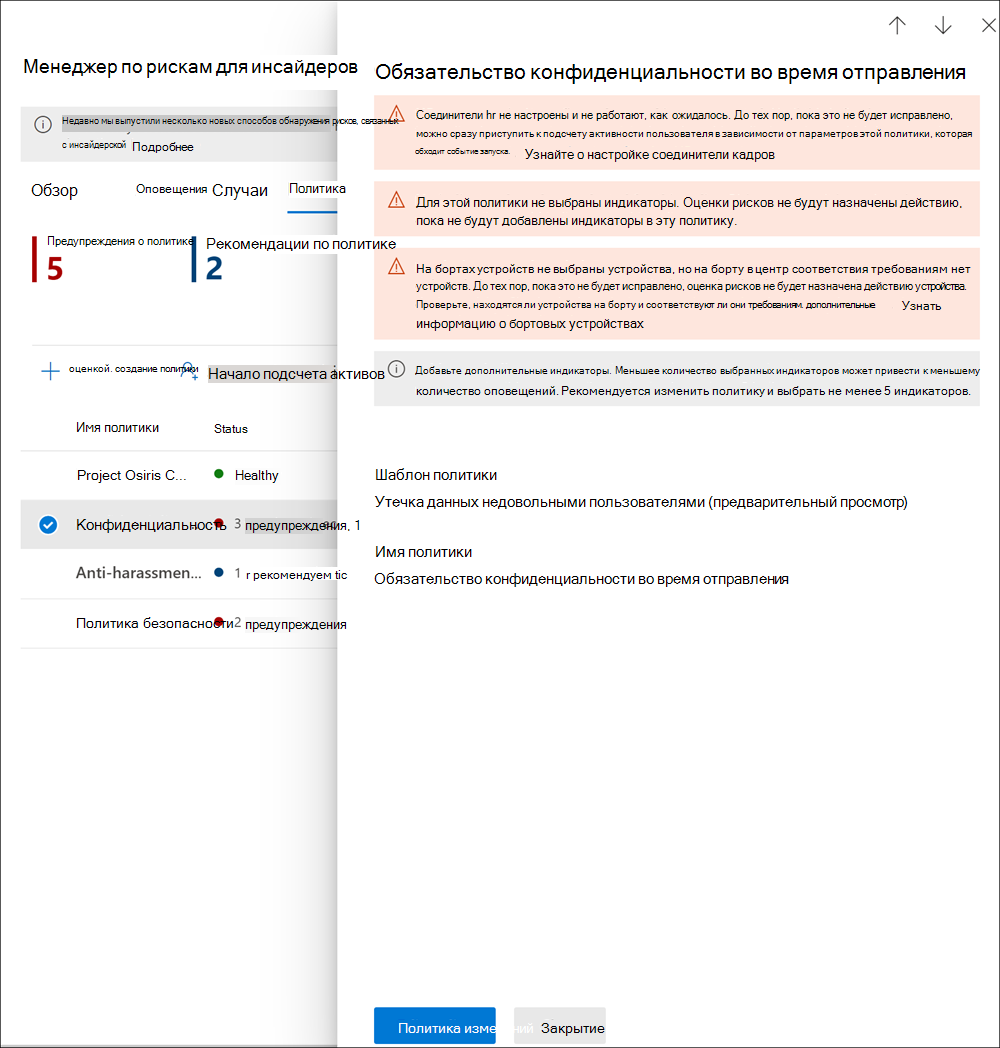 Менеджер по рискам для инсайдеров
Недавно мы выпустили несколько новых способов обнаружения рисков, связанных
с инсайдерской Подробнее
Обзор Оповещения Случаи Политика
Предупреждения о политике Рекомендации по политике
5 2
оценкой. создание политики Начало подсчета активов
Имя политики Status
Project Osiris C... Healthy
Конфиденциальность 3 предупреждения, 1
Anti-harassmen... 1 г рекомендуем tic
Политика безопасности 2 предупреждения
Обязательство конфиденциальности во время отправления
Соединители hr не настроены и не работают, как ожидалось. До тех пор, пока это не будет исправлено,
можно сразу приступить к подсчету активности пользователя в зависимости от параметров этой политики, которая
обходит событие запуска. Узнайте о настройке соединители кадров
Для этой политики не выбраны индикаторы. Оценки рисков не будут назначены действию,
пока не будут добавлены индикаторы в эту политику.
На бортах устройств не выбраны устройства, но на борту в центр соответствия требованиям нет
устройств. До тех пор, пока это не будет исправлено, оценка рисков не будет назначена действию устройства.
Проверьте, находятся ли устройства на борту и соответствуют ли они требованиям. дополнительные Узнать
информацию о бортовых устройствах
Добавьте дополнительные индикаторы. Меньшее количество выбранных индикаторов может привести к меньшему
количество оповещений. Рекомендуется изменить политику и выбрать не менее 5 индикаторов.
Шаблон политики
Утечка данных недовольными пользователями (предварительный просмотр)
Имя политики
Обязательство конфиденциальности во время отправления
Политика изменений Закрытие